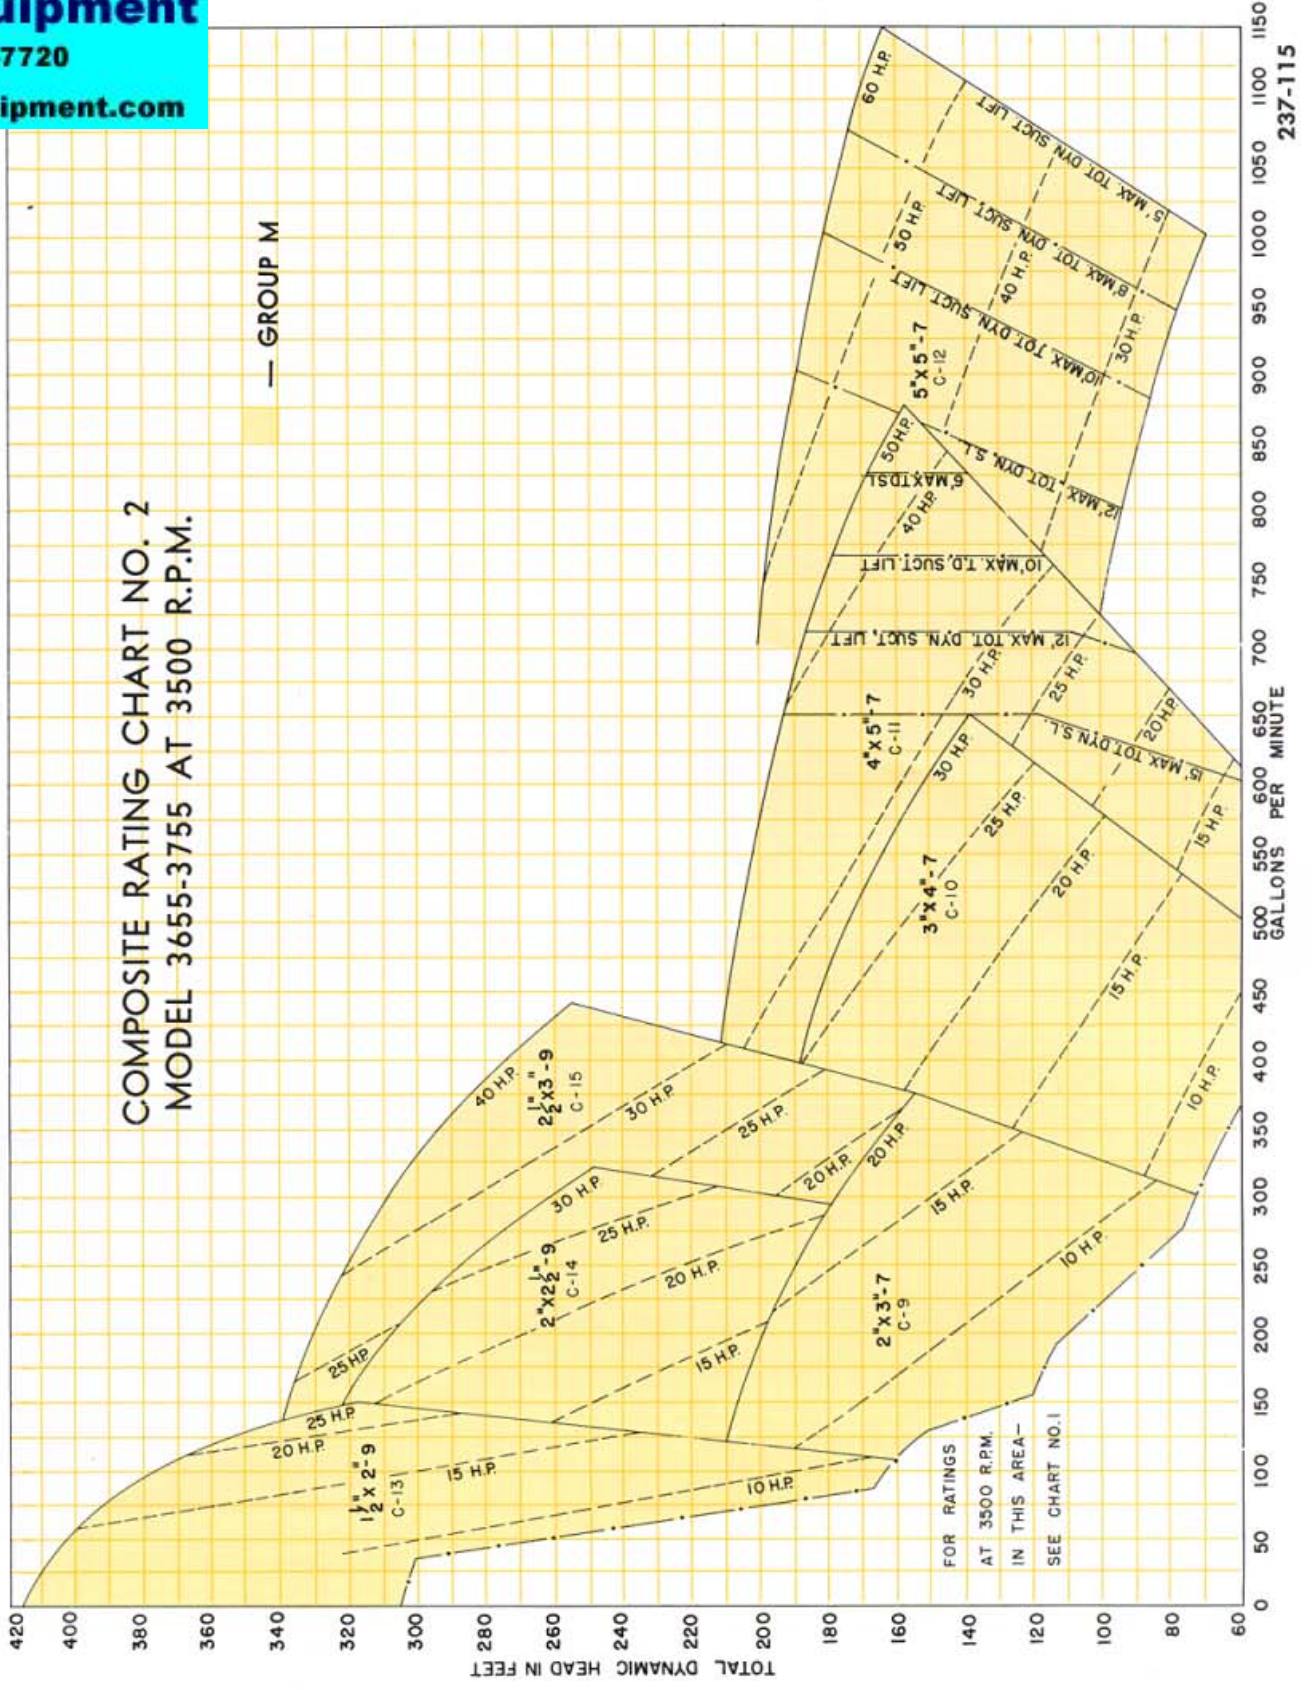 uipment
7720
ipment.com
COMPOSITE RATING CHART NO. 2
MODEL 3655-3755 AT 3500 R.P.M.
— GROUP M
TOTAL DYNAMIC HEAD IN FEET
420
400
380
360
340
320
300
280
260
240
220
200
180
160
140
120
100
80
60
0
50
100
150
200
250
300
350
400
450
500
550
600
650
700
750
800
850
900
950
1000
1050
1100
1150
GALLONS PER MINUTE
237-115
1½" X 2"-9
C-13
25 H.P.
20 H.P.
15 H.P.
10 H.P.
2"X2½"-9
C-14
30 H.P.
25 H.P.
20 H.P.
15 H.P.
2½"X3"-9
C-15
40 H.P.
30 H.P.
25 H.P.
25 H.P.
20 H.P.
2"X3"-7
C-9
20 H.P.
15 H.P.
10 H.P.
3"X4"-7
C-10
30 H.P.
25 H.P.
20 H.P.
15 H.P.
10 H.P.
4"X5"-7
C-11
50 H.P.
40 H.P.
30 H.P.
25 H.P.
20 H.P.
15 H.P.
6' MAX TDSL
10' MAX. T.D. SUCT. LIFT
12' MAX TOT. DYN. SUCT. LIFT
15' MAX. TOT. DYN S.L.
5"X5"-7
C-12
60 H.P.
50 H.P.
40 H.P.
30 H.P.
5' MAX TOT. DYN SUCT. LIFT
8' MAX. TOT. DYN SUCT. LIFT
10' MAX. TOT. DYN SUCT. LIFT
12' MAX TOT. DYN, S.L.
FOR RATINGS
AT 3500 R.P.M.
IN THIS AREA—
SEE CHART NO. 1